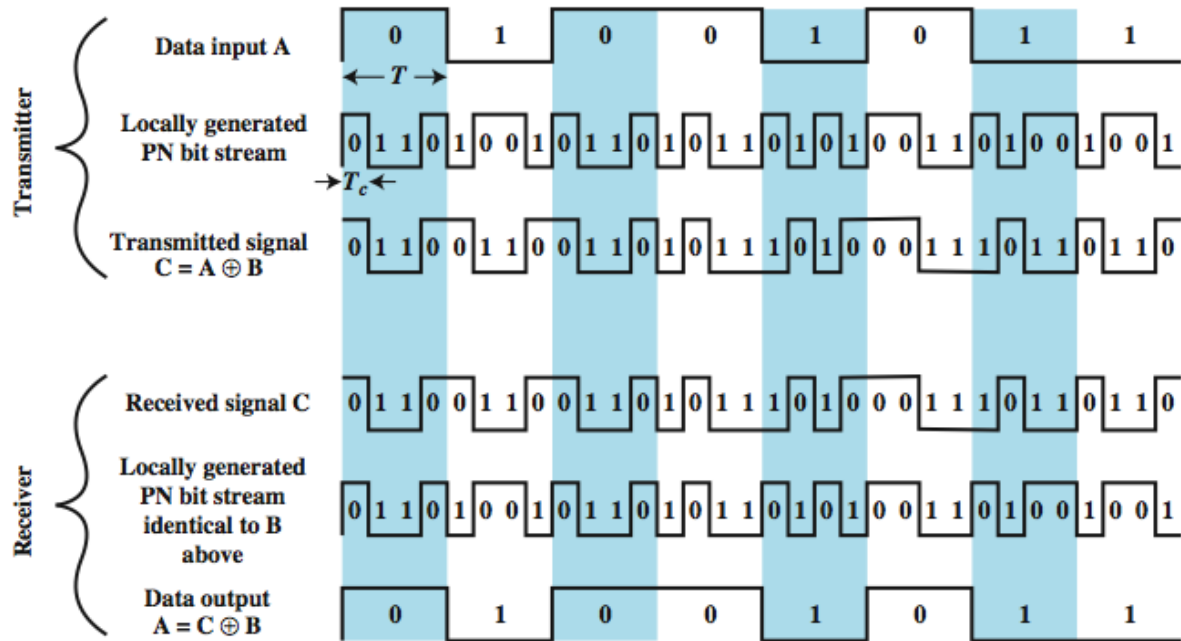 Transmitter
Data input A
0 1 0 0 1 0 1 1
T
Locally generated
PN bit stream
0 1 1 0 1 0 0 1 0 1 1 0 1 0 1 1 0 1 0 1 0 0 1 1 0 1 0 0 1 0 0 1
Tc
Transmitted signal
C = A ⊕ B
0 1 1 0 0 1 1 0 0 1 1 0 1 0 1 1 1 0 1 0 0 0 1 1 1 0 1 1 0 1 1 0
Receiver
Received signal C
0 1 1 0 0 1 1 0 0 1 1 0 1 0 1 1 1 0 1 0 0 0 1 1 1 0 1 1 0 1 1 0
Locally generated
PN bit stream
identical to B
above
0 1 1 0 1 0 0 1 0 1 1 0 1 0 1 1 0 1 0 1 0 0 1 1 0 1 0 0 1 0 0 1
Data output
A = C ⊕ B
0 1 0 0 1 0 1 1